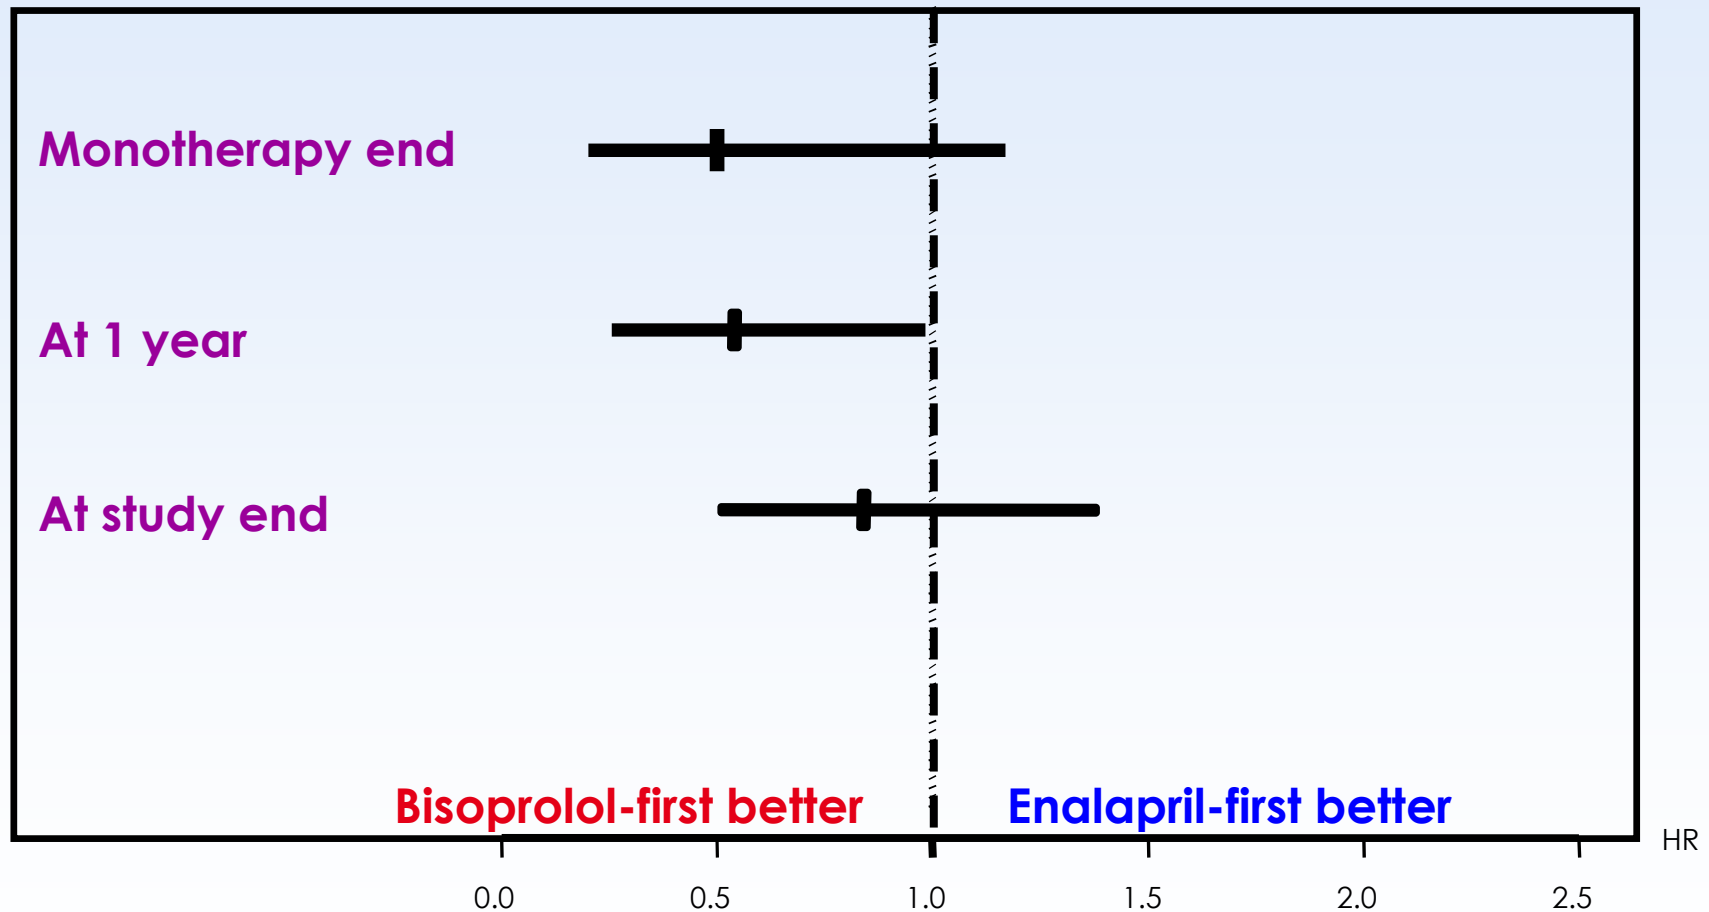 Monotherapy end
At 1 year
At study end
Bisoprolol-first better Enalapril-first better
HR
0.0 0.5 1.0 1.5 2.0 2.5